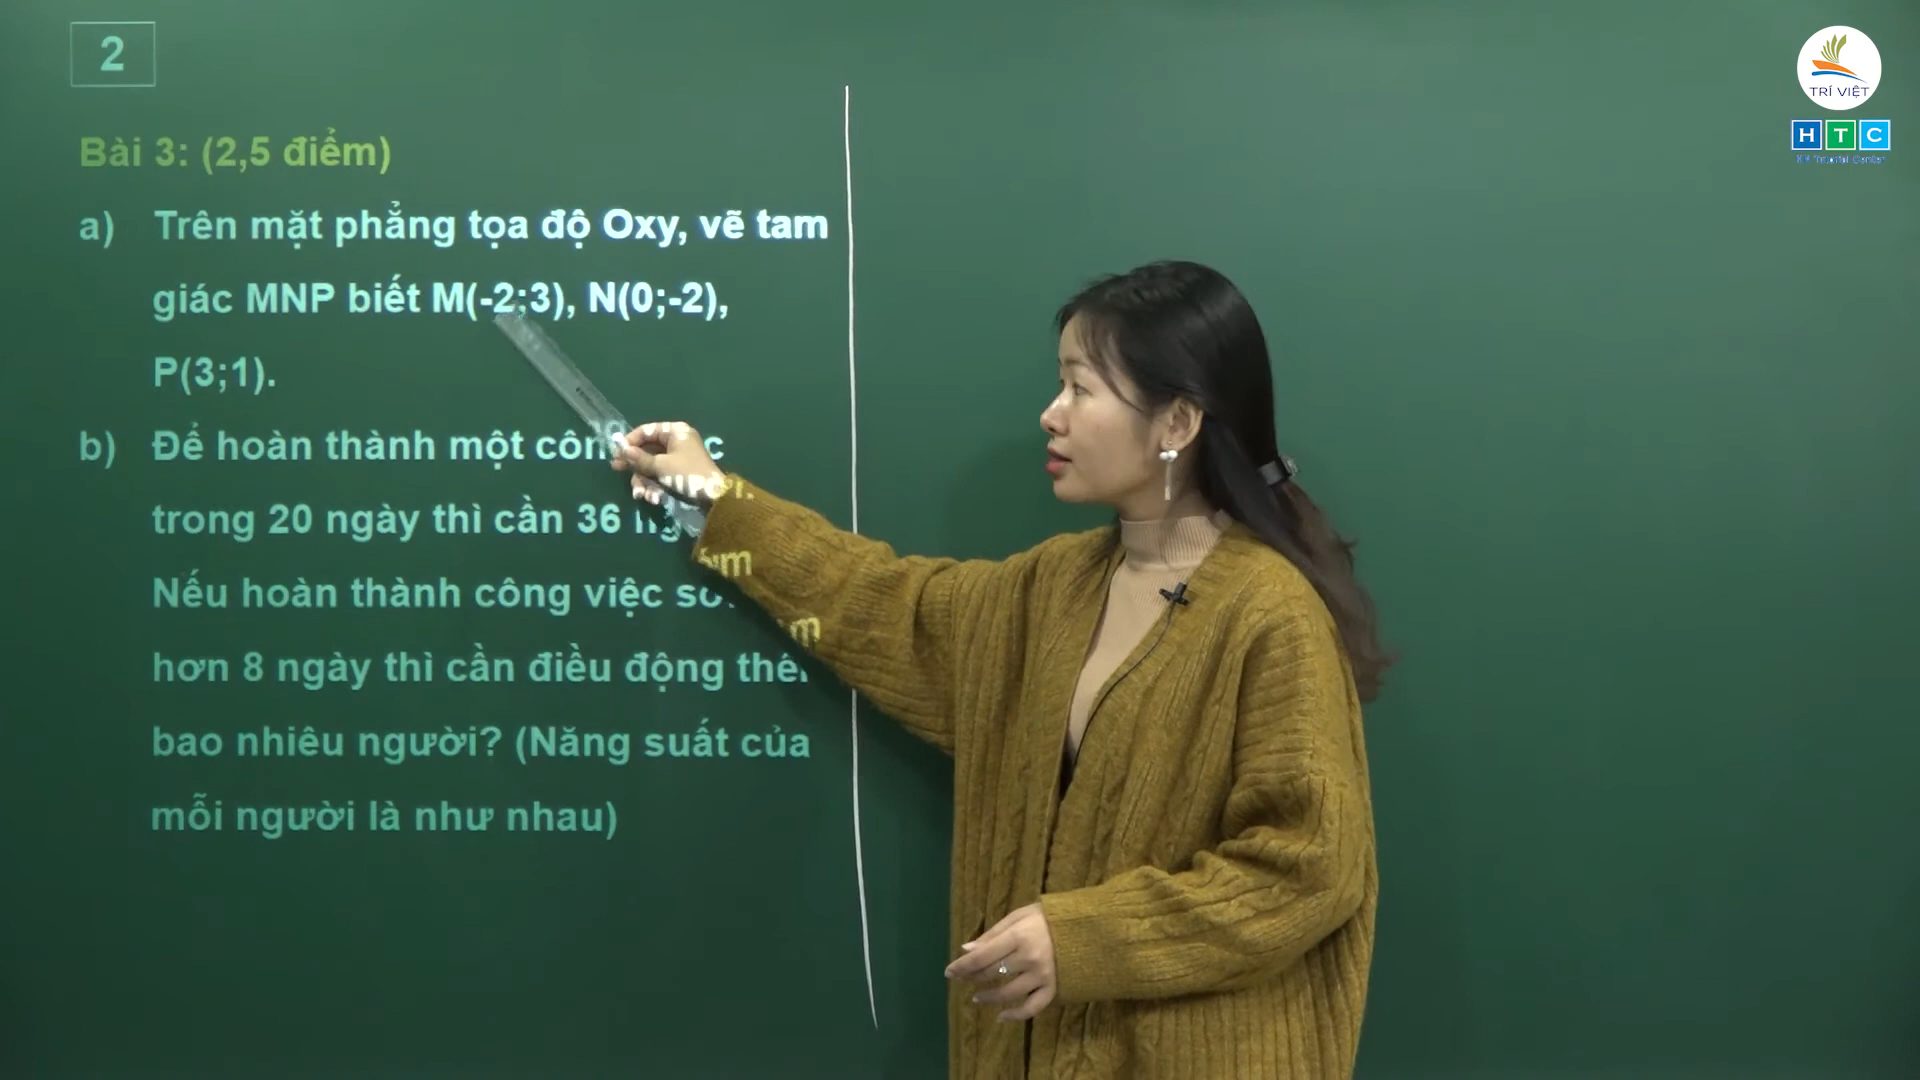 2
TRÍ VIỆT
H T C
Bài 3: (2,5 điểm)
a) Trên mặt phẳng tọa độ Oxy, vẽ tam
giác MNP biết M(-2;3), N(0;-2),
P(3;1).
b) Để hoàn thành một
trong 20 ngày thì cần 36
Nếu hoàn thành công việc
hơn 8 ngày thì cần điều động
bao nhiêu người? (Năng suất của
mỗi người là như nhau)